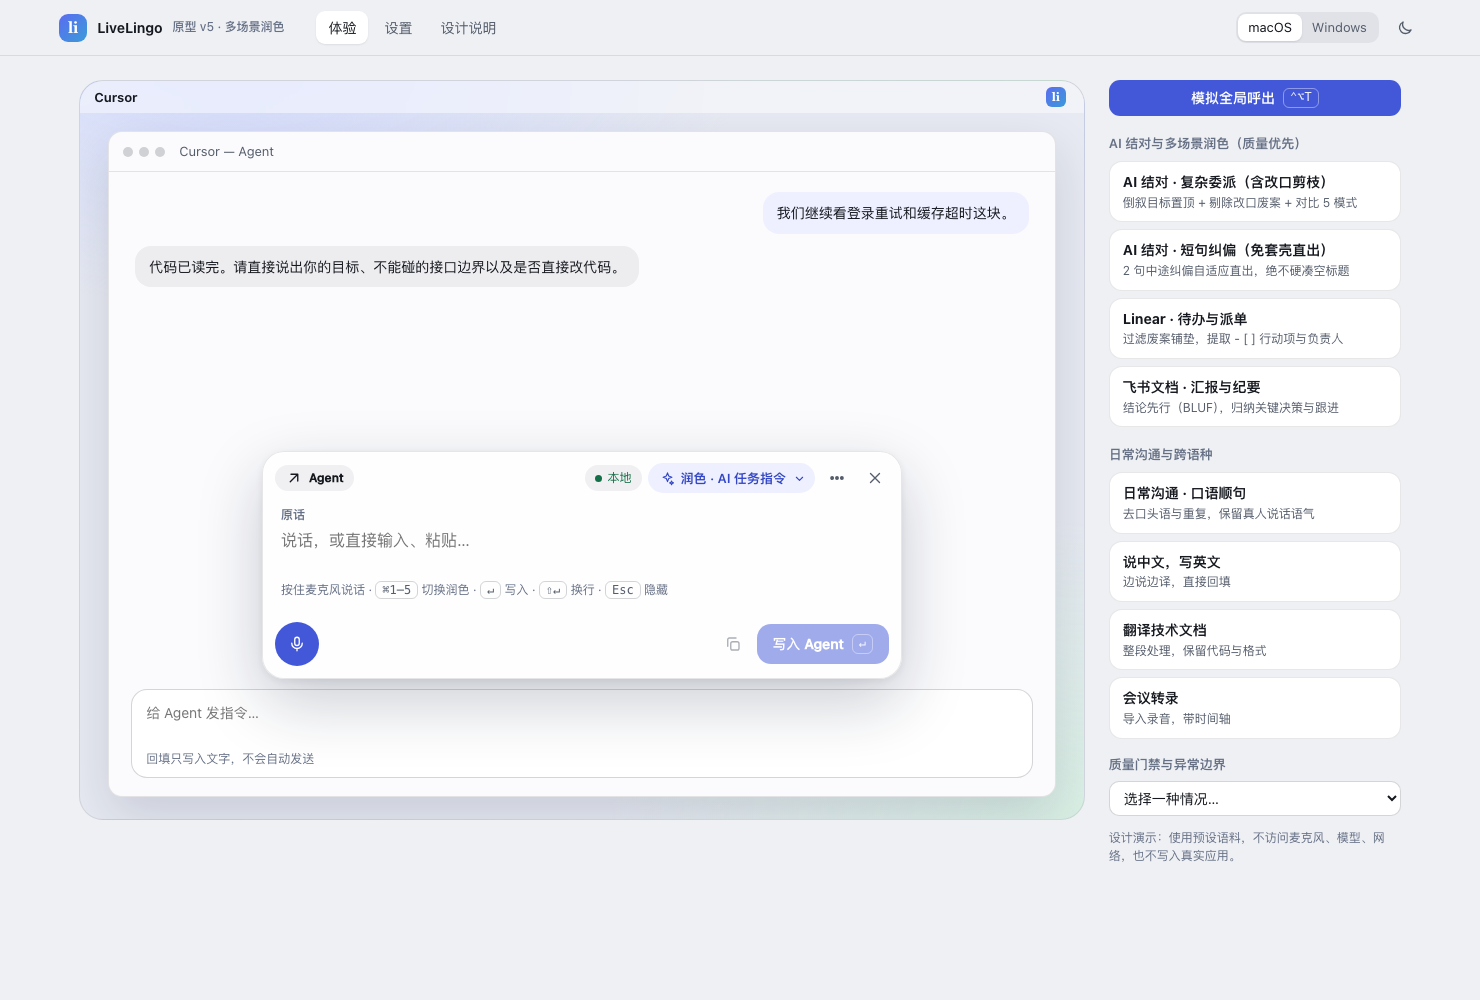 li LiveLingo 原型 v5 · 多场景润色 体验 设置 设计说明 macOS Windows
Cursor li
Cursor — Agent
我们继续看登录重试和缓存超时这块。
代码已读完。请直接说出你的目标、不能碰的接口边界以及是否直接改代码。
Agent 本地 润色 · AI 任务指令
原话
说话，或直接输入、粘贴...
按住麦克风说话 · ⌘1–5 切换润色 · ↵ 写入 · ⇧↵ 换行 · Esc 隐藏
写入 Agent ↵
给 Agent 发指令...
回填只写入文字，不会自动发送
模拟全局呼出 ⌃⌥T
AI 结对与多场景润色（质量优先）
AI 结对 · 复杂委派（含改口剪枝）
倒叙目标置顶 + 剔除改口废案 + 对比 5 模式
AI 结对 · 短句纠偏（免套壳直出）
2 句中途纠偏自适应直出，绝不硬凑空标题
Linear · 待办与派单
过滤废案铺垫，提取 - [ ] 行动项与负责人
飞书文档 · 汇报与纪要
结论先行（BLUF），归纳关键决策与跟进
日常沟通与跨语种
日常沟通 · 口语顺句
去口头语与重复，保留真人说话语气
说中文，写英文
边说边译，直接回填
翻译技术文档
整段处理，保留代码与格式
会议转录
导入录音，带时间轴
质量门禁与异常边界
选择一种情况...
设计演示：使用预设语料，不访问麦克风、模型、网
络，也不写入真实应用。